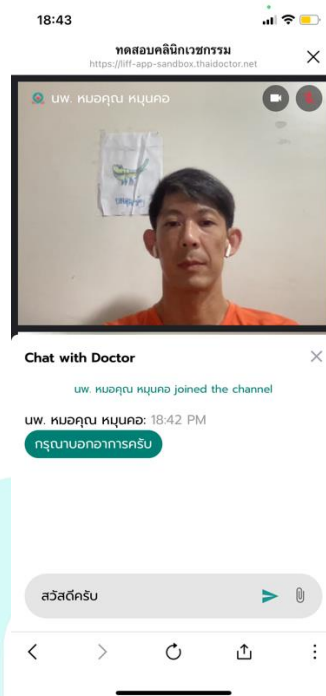 18:43
ทดสอบคลินิกเวชกรรม
https://liff-app-sandbox.thaidoctor.net
นพ. หมอคุณ หมุนคอ
Chat with Doctor
นพ. หมอคุณ หมุนคอ joined the channel
นพ. หมอคุณ หมุนคอ: 18:42 PM
กรุณาบอกอาการครับ
สวัสดีครับ